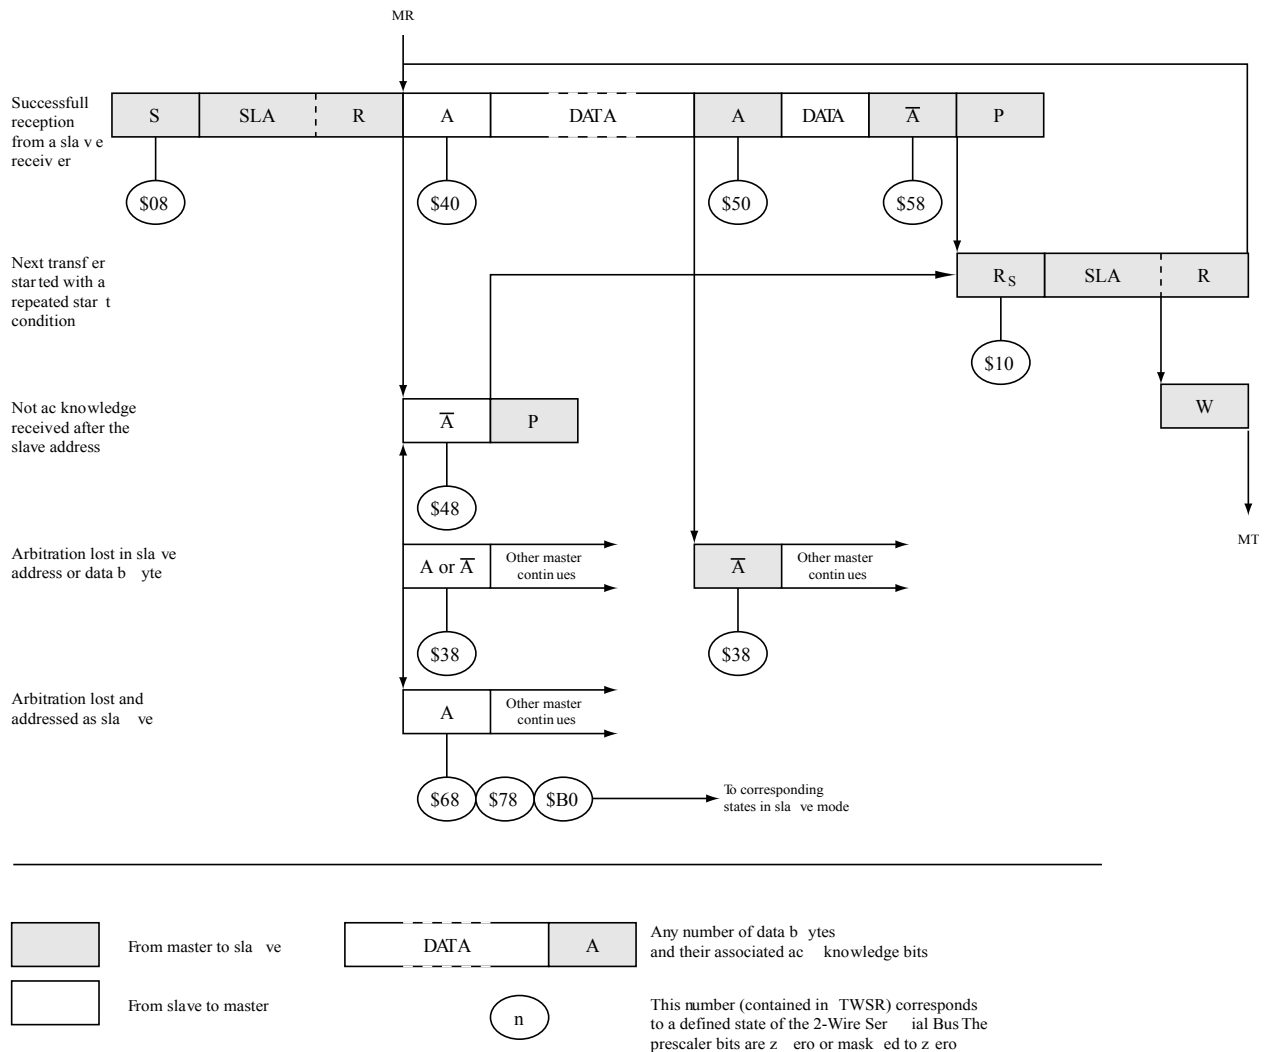 MR
Successfull
reception
from a sla v e
receiv er
S SLA R A DATA A DATA A̅ P
$08 $40 $50 $58
Next transf er
star ted with a
repeated star t
condition
RS SLA R
$10
Not ac knowledge
received after the
slave address
A̅ P
W
$48
MT
Arbitration lost in sla ve
address or data b yte
A or A̅ Other master
contin ues
A̅ Other master
contin ues
$38 $38
Arbitration lost and
addressed as sla ve
A Other master
contin ues
$68 $78 $B0
To corresponding
states in sla ve mode
From master to sla ve
DATA A
Any number of data b ytes
and their associated ac knowledge bits
From slave to master
n
This number (contained in TWSR) corresponds
to a defined state of the 2-Wire Ser ial Bus The
prescaler bits are z ero or mask ed to z ero